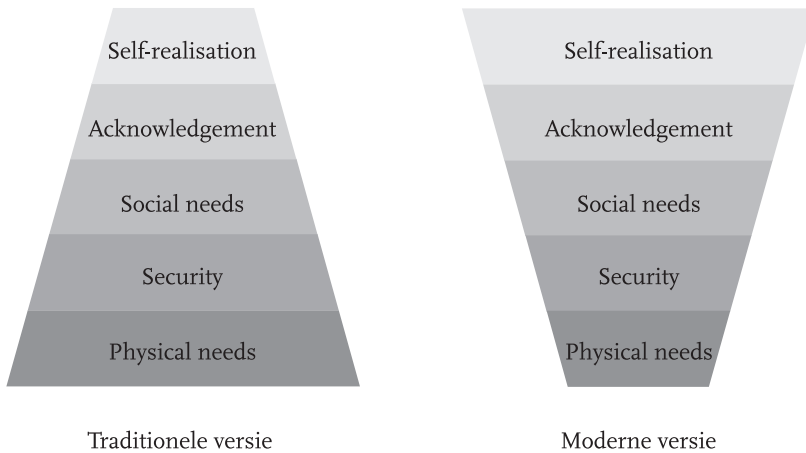 Self-realisation
Acknowledgement
Social needs
Security
Physical needs
Traditionele versie
Self-realisation
Acknowledgement
Social needs
Security
Physical needs
Moderne versie